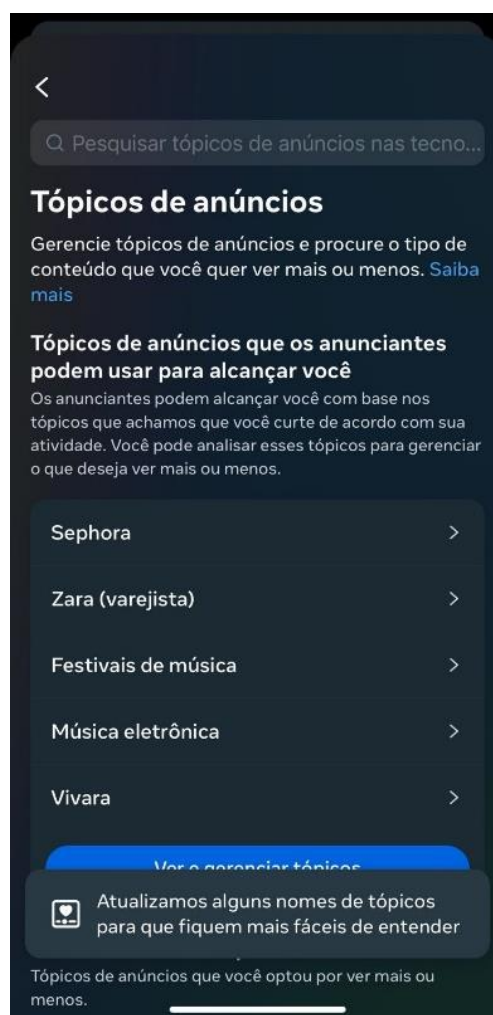 Pesquisar tópicos de anúncios nas tecno...
Tópicos de anúncios
Gerencie tópicos de anúncios e procure o tipo de
conteúdo que você quer ver mais ou menos. Saiba
mais
Tópicos de anúncios que os anunciantes
podem usar para alcançar você
Os anunciantes podem alcançar você com base nos
tópicos que achamos que você curte de acordo com sua
atividade. Você pode analisar esses tópicos para gerenciar
o que deseja ver mais ou menos.
Sephora
Zara (varejista)
Festivais de música
Música eletrônica
Vivara
Ver e gerenciar tópicos
Atualizamos alguns nomes de tópicos
para que fiquem mais fáceis de entender
Tópicos de anúncios que você optou por ver mais ou
menos.